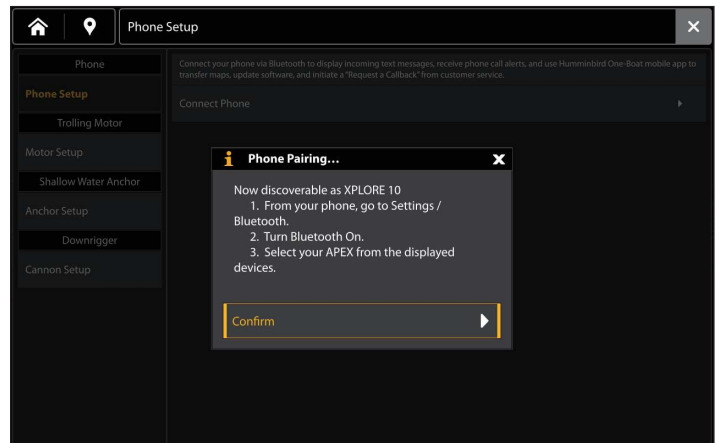 Phone Setup
Phone
Phone Setup
Trolling Motor
Motor Setup
Shallow Water Anchor
Anchor Setup
Downrigger
Cannon Setup
Connect your phone via Bluetooth to display incoming text messages, receive phone call alerts, and use Humminbird One-Boat mobile app to
transfer maps, update software, and initiate a "Request a Callback" from customer service.
Connect Phone
Phone Pairing...
Now discoverable as XPLORE 10
1. From your phone, go to Settings /
Bluetooth.
2. Turn Bluetooth On.
3. Select your APEX from the displayed
devices.
Confirm